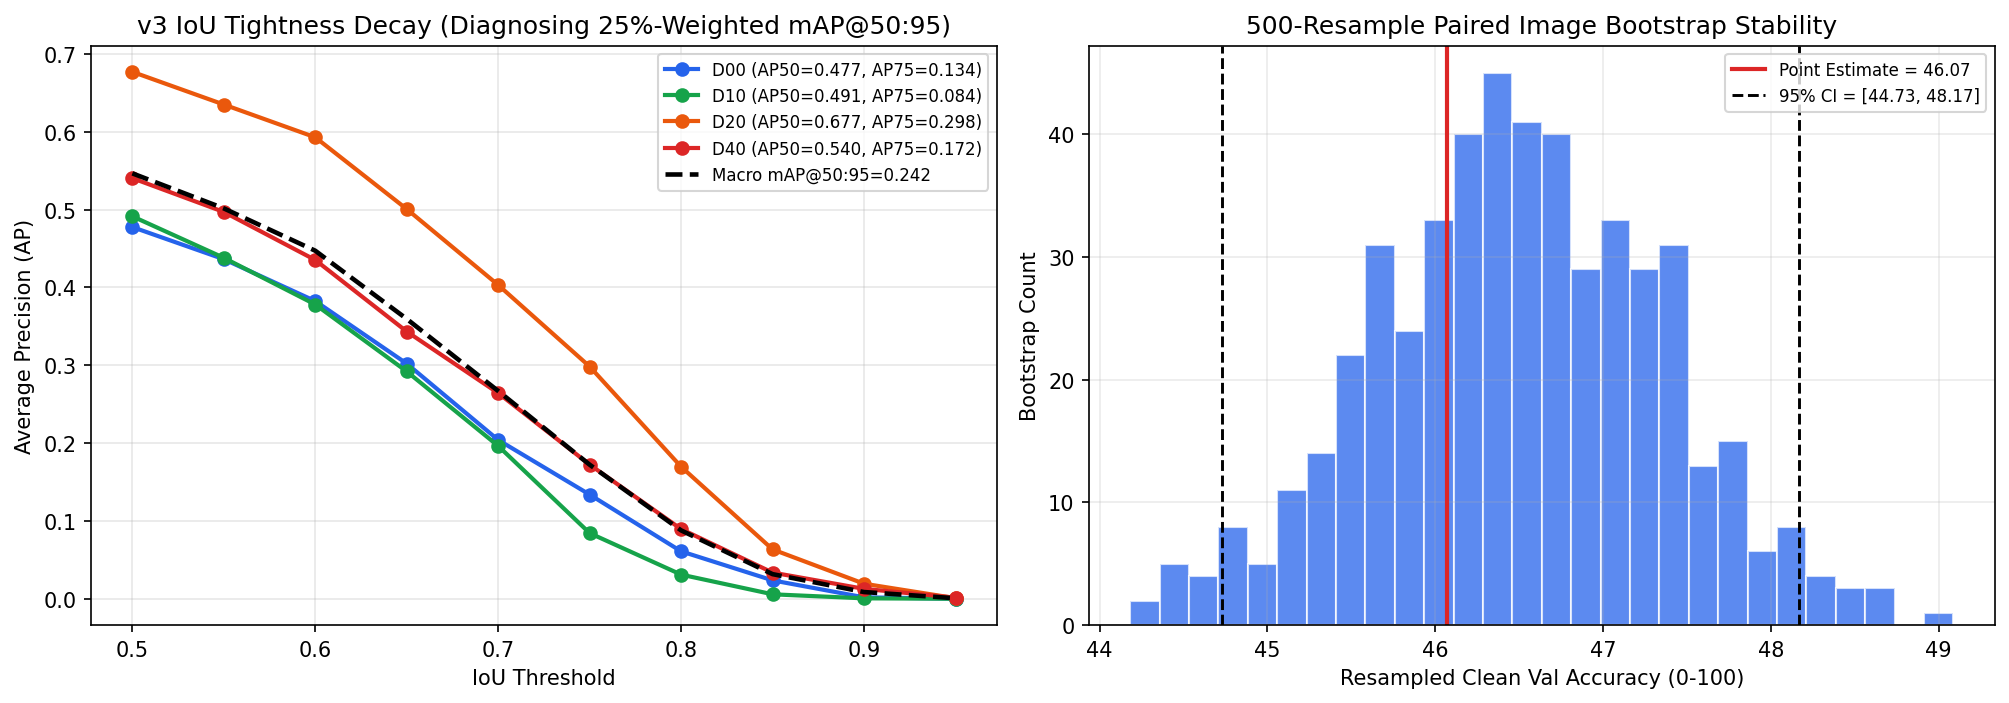 v3 IoU Tightness Decay (Diagnosing 25%-Weighted mAP@50:95)
Average Precision (AP)
0.7
0.6
0.5
0.4
0.3
0.2
0.1
0.0
D00 (AP50=0.477, AP75=0.134)
D10 (AP50=0.491, AP75=0.084)
D20 (AP50=0.677, AP75=0.298)
D40 (AP50=0.540, AP75=0.172)
Macro mAP@50:95=0.242
0.5 0.6 0.7 0.8 0.9
IoU Threshold
500-Resample Paired Image Bootstrap Stability
Bootstrap Count
40
30
20
10
0
Point Estimate = 46.07
95% CI = [44.73, 48.17]
44 45 46 47 48 49
Resampled Clean Val Accuracy (0-100)